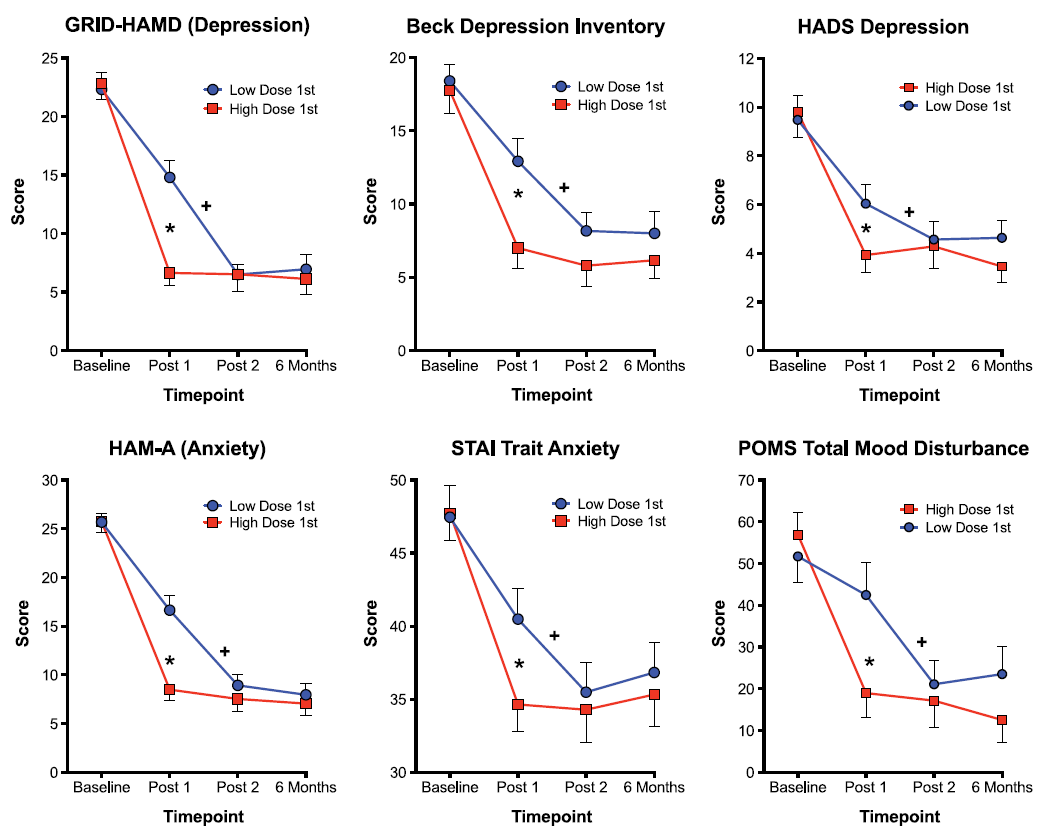 GRID-HAMD (Depression)
25
20
15
10
5
0
Score
Low Dose 1st
High Dose 1st
*
+
Baseline Post 1 Post 2 6 Months
Timepoint
Beck Depression Inventory
20
15
10
5
0
Score
Low Dose 1st
High Dose 1st
*
+
Baseline Post 1 Post 2 6 Months
Timepoint
HADS Depression
12
10
8
6
4
2
0
Score
High Dose 1st
Low Dose 1st
*
+
Baseline Post 1 Post 2 6 Months
Timepoint
HAM-A (Anxiety)
30
25
20
15
10
5
0
Score
Low Dose 1st
High Dose 1st
*
+
Baseline Post 1 Post 2 6 Months
Timepoint
STAI Trait Anxiety
50
45
40
35
30
Score
Low Dose 1st
High Dose 1st
*
+
Baseline Post 1 Post 2 6 Months
Timepoint
POMS Total Mood Disturbance
70
60
50
40
30
20
10
0
Score
High Dose 1st
Low Dose 1st
*
+
Baseline Post 1 Post 2 6 Months
Timepoint